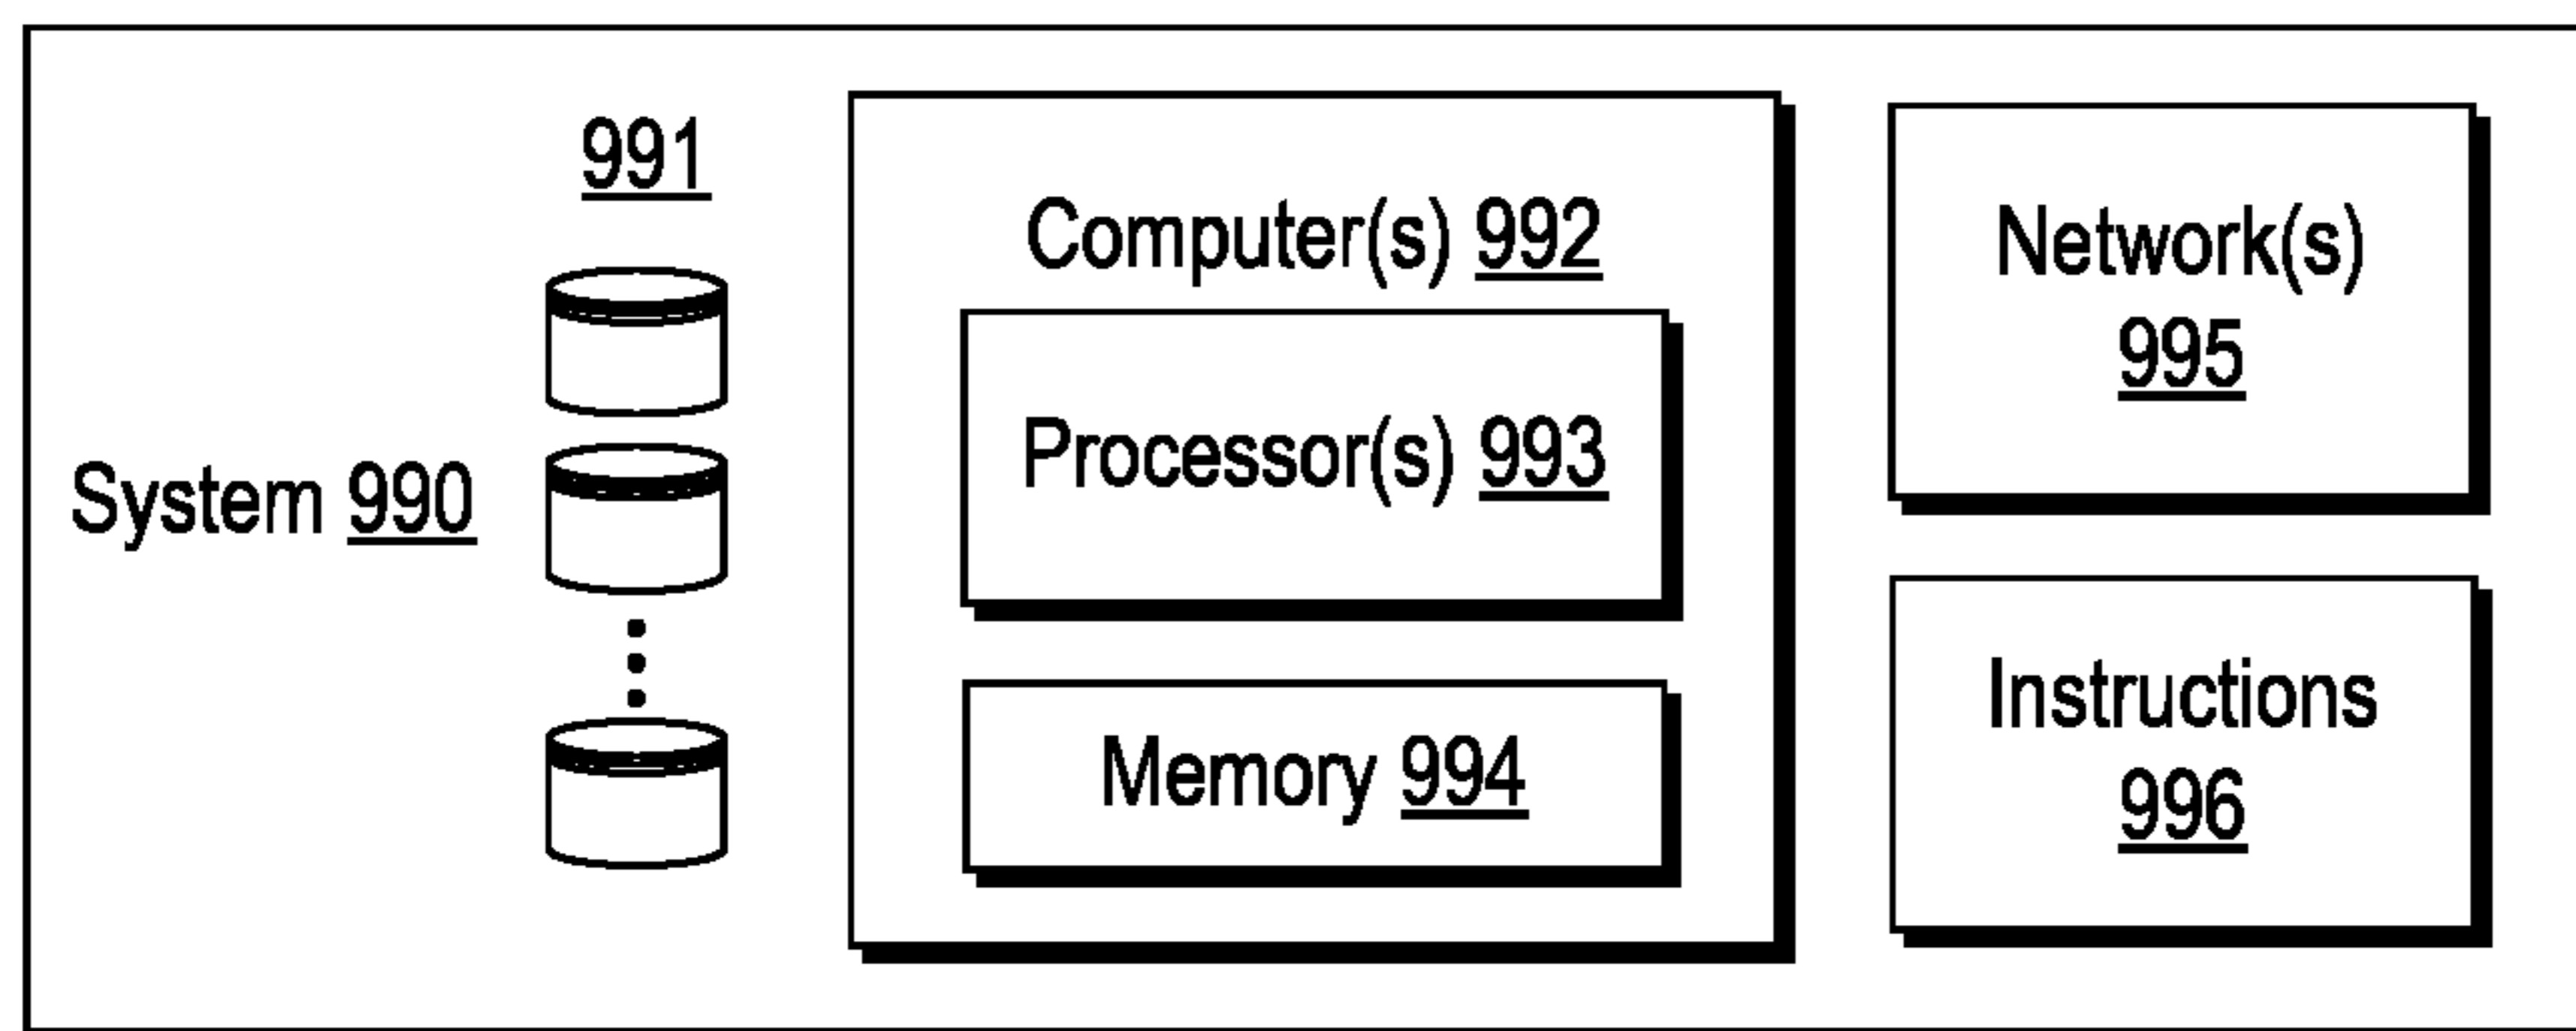 System 990
991
Computer(s) 992
Processor(s) 993
Memory 994
Network(s)
995
Instructions
996